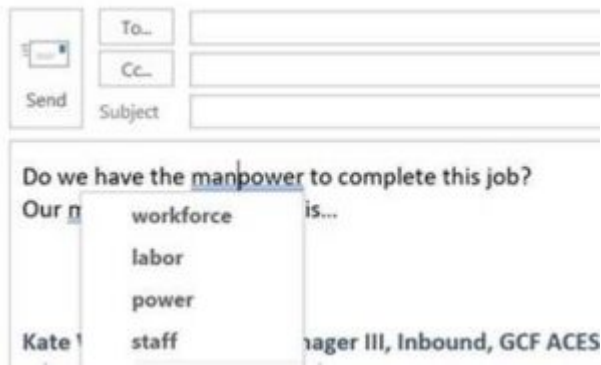 To...
Cc...
Send
Subject
Do we have the manpower to complete this job?
Our is...
workforce
labor
power
staff
Kate III, Inbound, GCF ACES